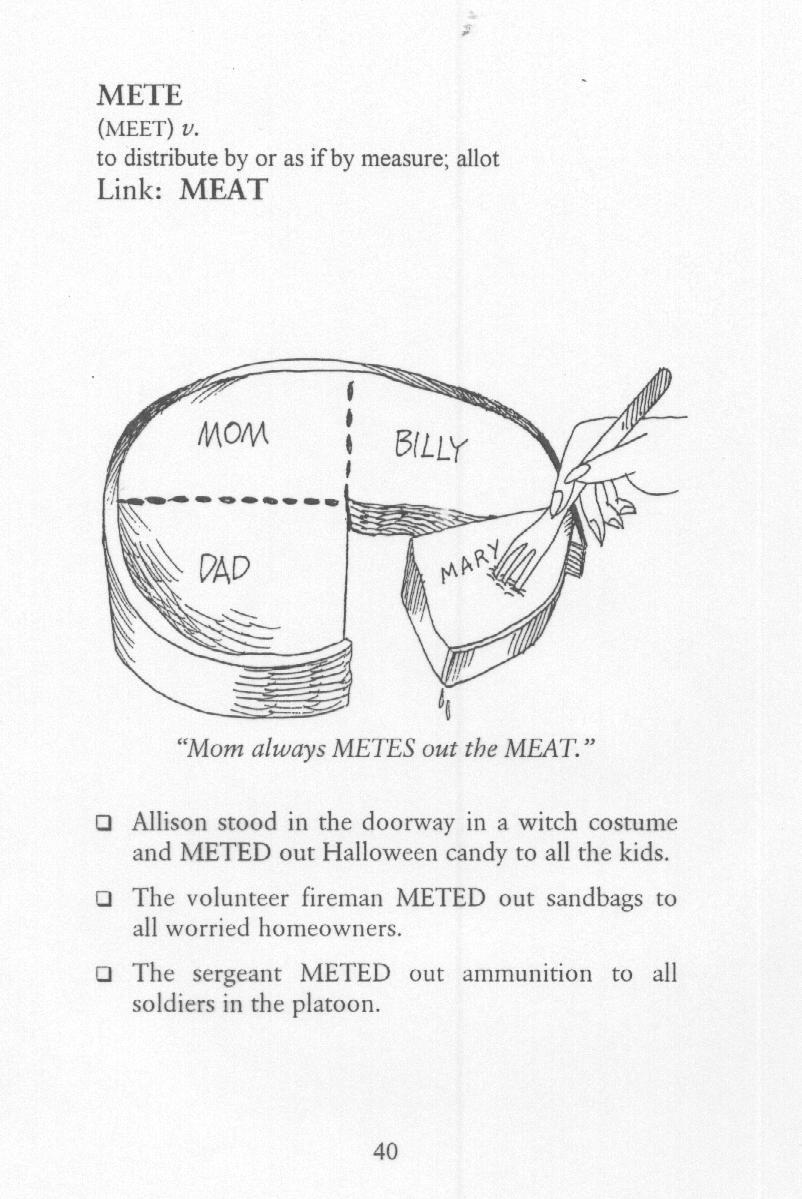 METE
(MEET) v.
to distribute by or as if by measure; allot
Link: MEAT
MOM
BILLY
DAD
MARY
“Mom always METES out the MEAT.”
❑ Allison stood in the doorway in a witch costume
and METED out Halloween candy to all the kids.
❑ The volunteer fireman METED out sandbags to
all worried homeowners.
❑ The sergeant METED out ammunition to all
soldiers in the platoon.
40